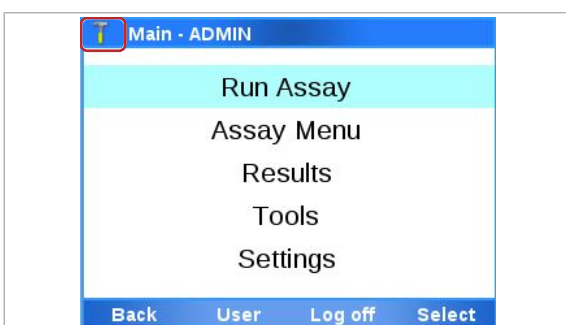 Main - ADMIN
Run Assay
Assay Menu
Results
Tools
Settings
Back User Log off Select